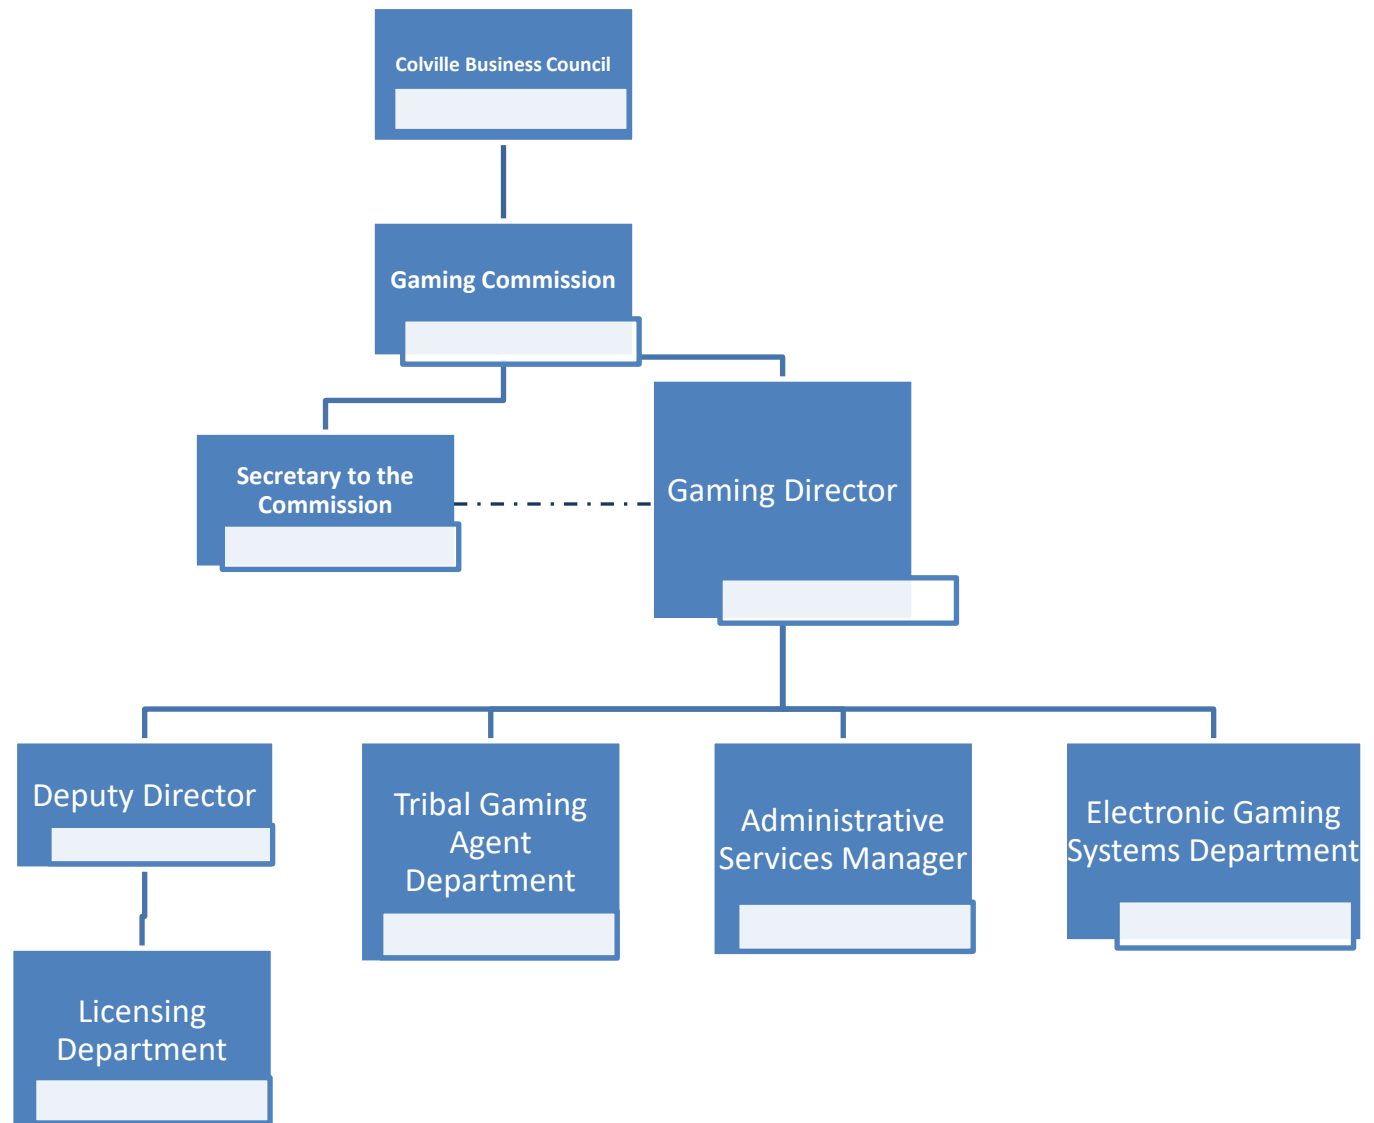 Colville Business Council
Gaming Commission
Secretary to the
Commission
Gaming Director
Deputy Director
Tribal Gaming
Agent
Department
Administrative
Services Manager
Electronic Gaming
Systems Department
Licensing
Department